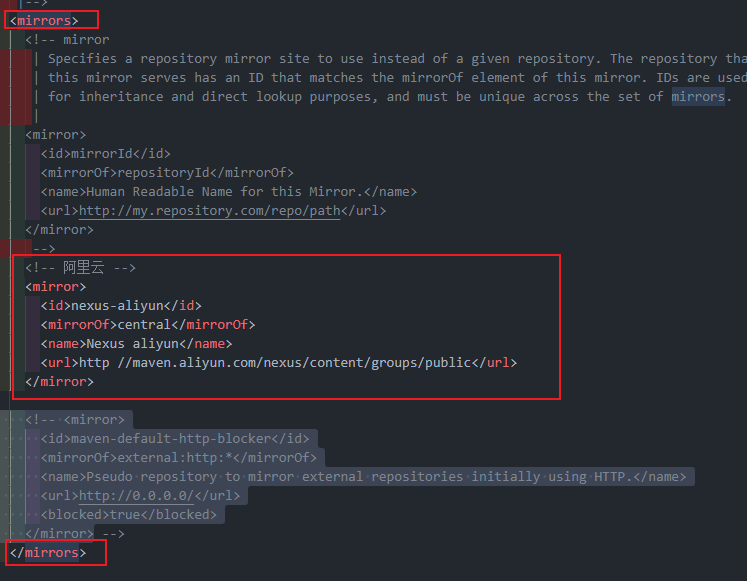 |-->
<mirrors>
<!-- mirror
| Specifies a repository mirror site to use instead of a given repository. The repository tha
| this mirror serves has an ID that matches the mirrorOf element of this mirror. IDs are used
| for inheritance and direct lookup purposes, and must be unique across the set of mirrors.
|
<mirror>
<id>mirrorId</id>
<mirrorOf>repositoryId</mirrorOf>
<name>Human Readable Name for this Mirror.</name>
<url>http://my.repository.com/repo/path</url>
</mirror>
-->
<!-- 阿里云 -->
<mirror>
<id>nexus-aliyun</id>
<mirrorOf>central</mirrorOf>
<name>Nexus aliyun</name>
<url>http //maven.aliyun.com/nexus/content/groups/public</url>
</mirror>
<!-- <mirror>
<id>maven-default-http-blocker</id>
<mirrorOf>external:http:*</mirrorOf>
<name>Pseudo repository to mirror external repositories initially using HTTP.</name>
<url>http://0.0.0.0/</url>
<blocked>true</blocked>
</mirror> -->
</mirrors>